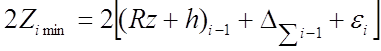 2Z_{i min} = 2⌊(Rz + h)_{i−1} + Δ_{∑ i−1} + ε_i⌋